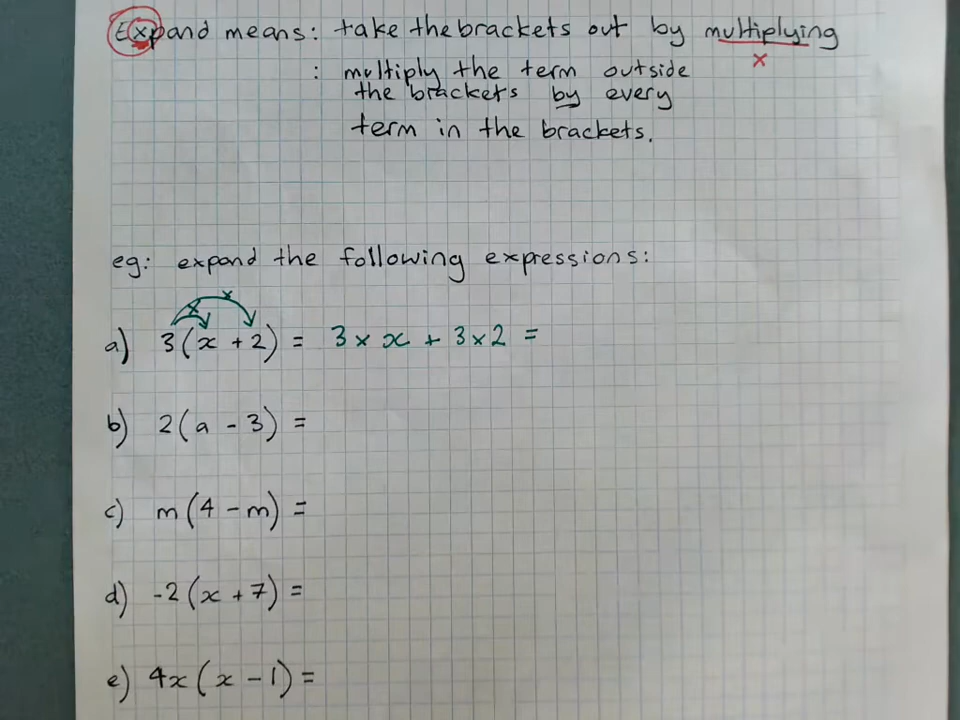 Expand means: take the brackets out by multiplying
×
: multiply the term outside
the brackets by every
term in the brackets.
eg: expand the following expressions:
× ×
a) 3(x + 2) = 3 × x + 3 × 2 =
b) 2(a - 3) =
c) m(4 - m) =
d) -2(x + 7) =
e) 4x(x - 1) =